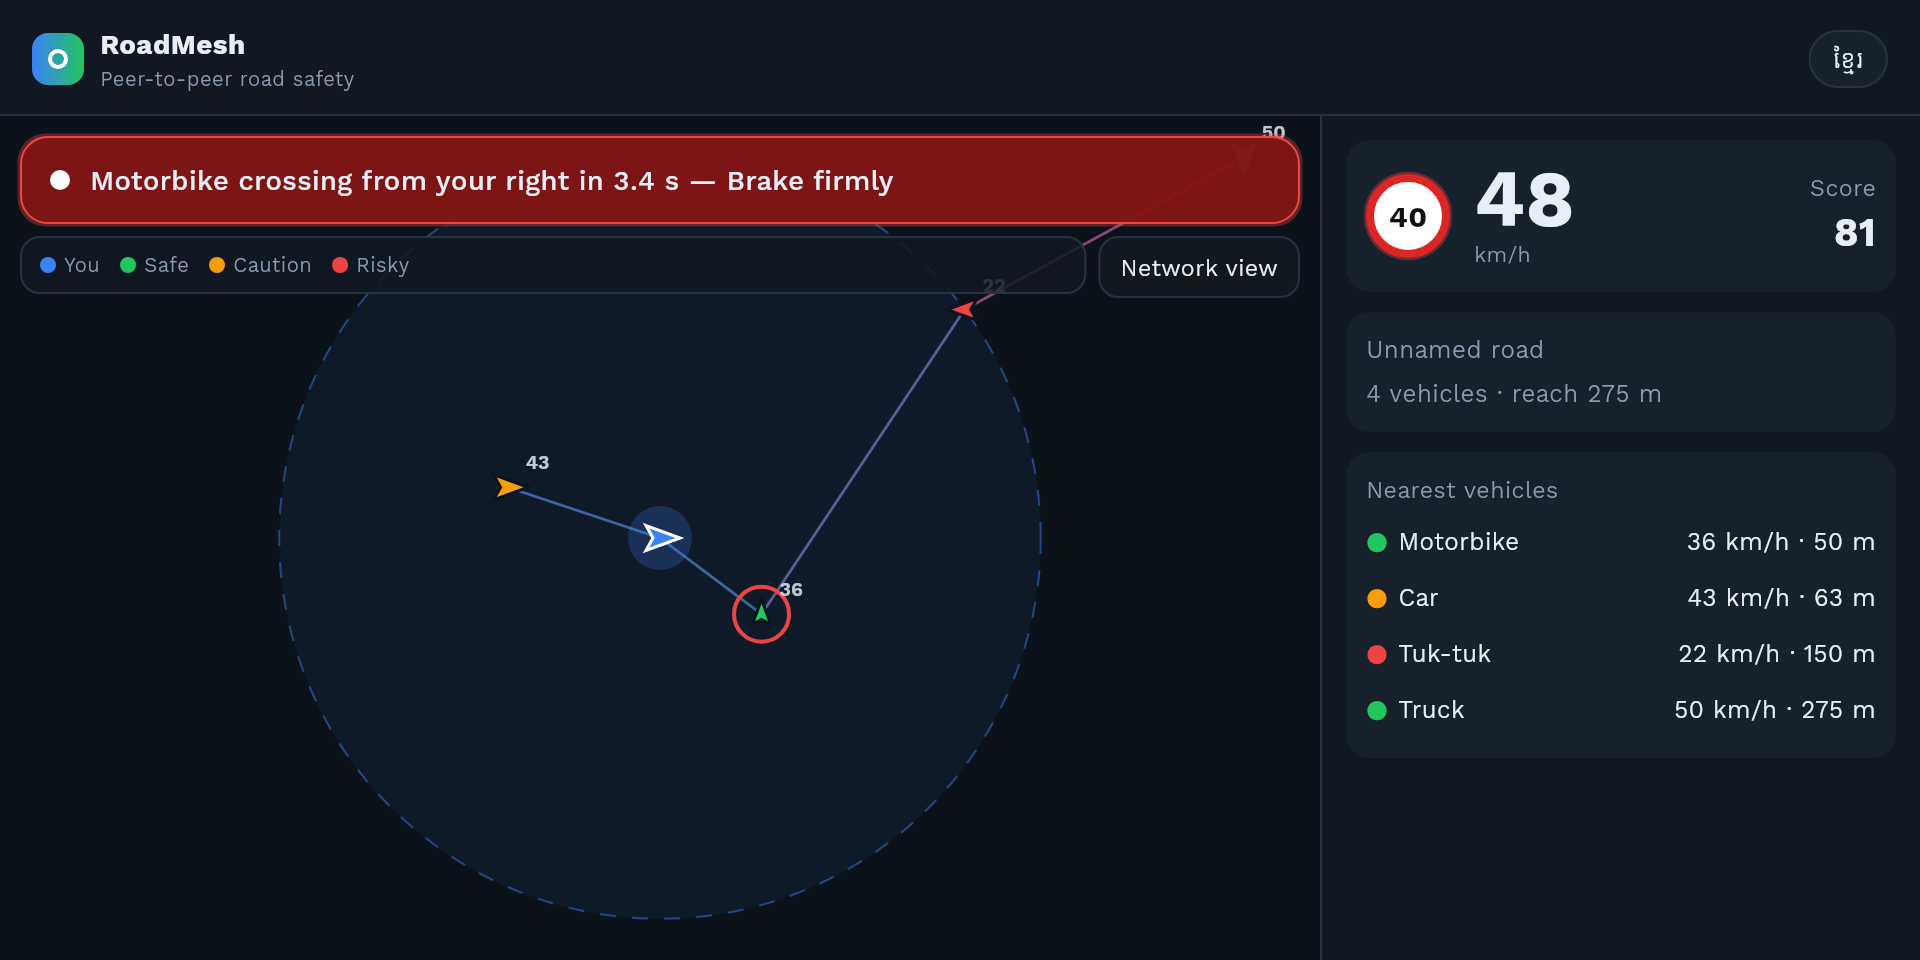 RoadMesh
Peer-to-peer road safety
ខ្មែរ
50
Motorbike crossing from your right in 3.4 s — Brake firmly
You Safe Caution Risky
Network view
22
43
36
40
48
km/h
Score
81
Unnamed road
4 vehicles · reach 275 m
Nearest vehicles
Motorbike 36 km/h · 50 m
Car 43 km/h · 63 m
Tuk-tuk 22 km/h · 150 m
Truck 50 km/h · 275 m